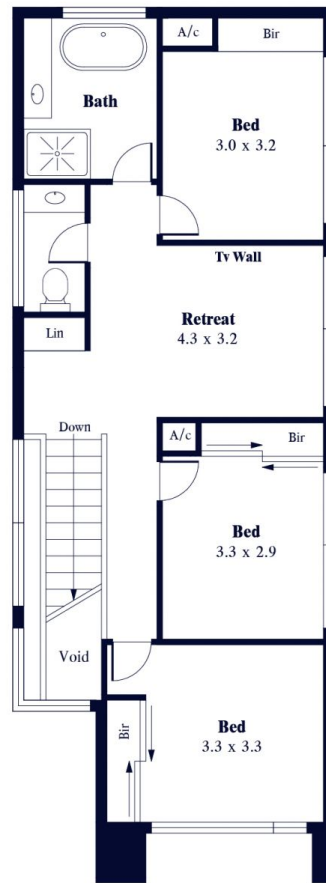 A/c
Bir
Bath
Bed
3.0 x 3.2
Tv Wall
Retreat
4.3 x 3.2
Lin
Down
A/c
Bir
Bed
3.3 x 2.9
Void
Bed
3.3 x 3.3
Bir